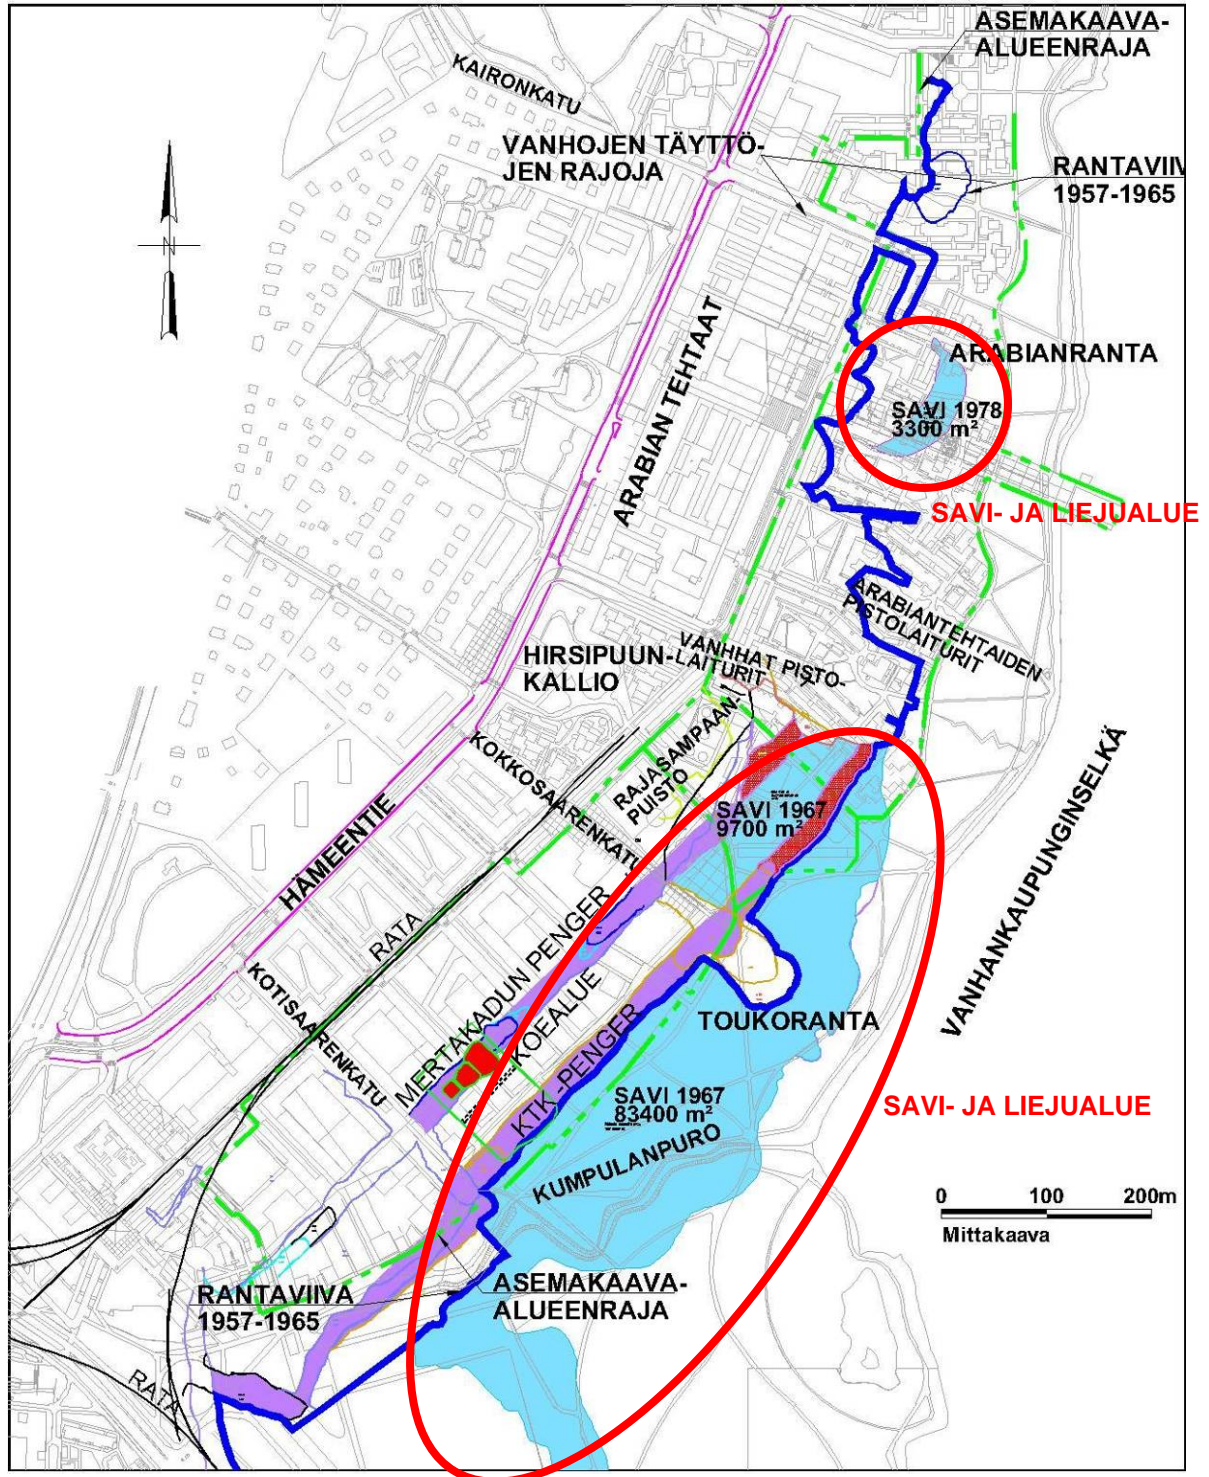 ASEMAKAAVA-
ALUEENRAJA
KAIRONKATU
VANHOJEN TÄYTTÖ-
JEN RAJOJA
RANTAVIIV
1957-1965
N
ARABIAN TEHTAAT
ARABIANRANTA
SAVI 1978
3300 m²
SAVI- JA LIEJUALUE
ARABIANTEHTAIDEN
PISTOLAITURIT
VANHHAT PISTO-
LAITURIT
HIRSIPUUN-
KALLIO
RAJASAMPAAN-
PUISTO
KOKKOSAARENKATU
VANHANKAUPUNGINSELKÄ
SAVI 1967
9700 m²
HÄMEENTIE
RATA
MERTAKADUN PENGER
KOEALUE
KOTISAARENKATU
KTK -PENGER
TOUKORANTA
SAVI 1967
83400 m²
SAVI- JA LIEJUALUE
KUMPULANPURO
0 100 200m
Mittakaava
RANTAVIIVA
1957-1965
ASEMAKAAVA-
ALUEENRAJA
RATA